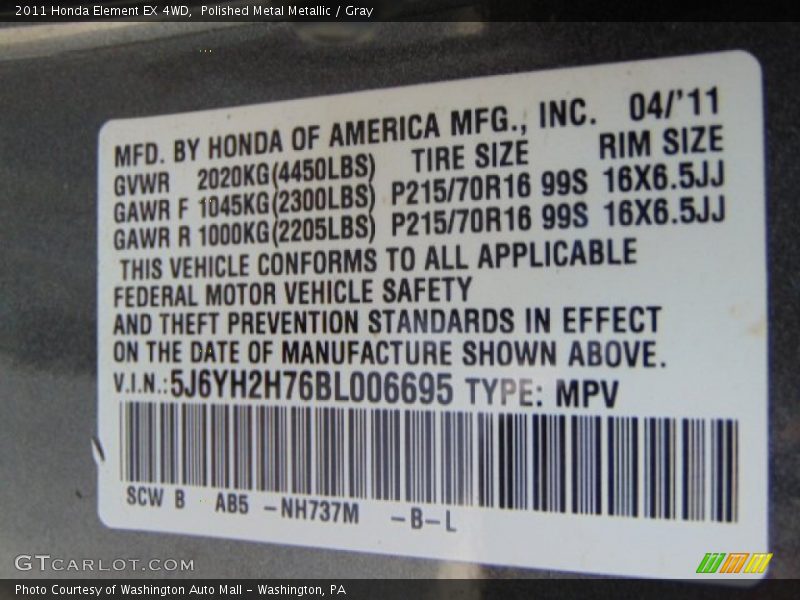 2011 Honda Element EX 4WD, Polished Metal Metallic / Gray
MFD. BY HONDA OF AMERICA MFG., INC. 04/'11
GVWR 2020KG(4450LBS) TIRE SIZE RIM SIZE
GAWR F 1045KG(2300LBS) P215/70R16 99S 16X6.5JJ
GAWR R 1000KG(2205LBS) P215/70R16 99S 16X6.5JJ
THIS VEHICLE CONFORMS TO ALL APPLICABLE
FEDERAL MOTOR VEHICLE SAFETY
AND THEFT PREVENTION STANDARDS IN EFFECT
ON THE DATE OF MANUFACTURE SHOWN ABOVE.
V.I.N.:5J6YH2H76BL006695 TYPE: MPV
SCW B AB5 -NH737M -B-L
GTCARLOT.COM
Photo Courtesy of Washington Auto Mall - Washington, PA